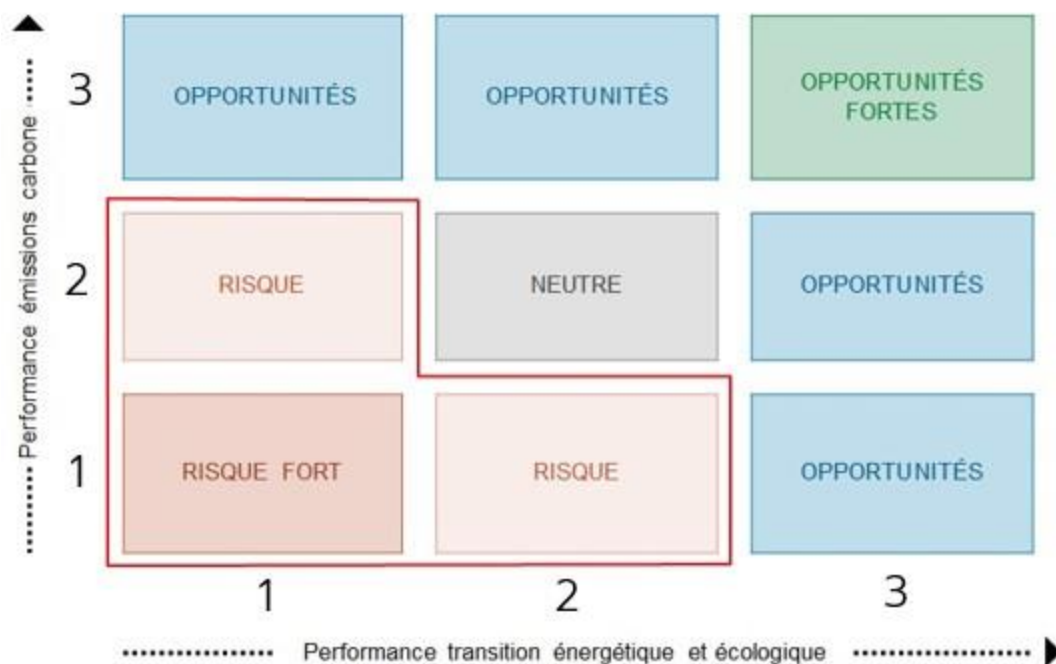 3
OPPORTUNITÉS
OPPORTUNITÉS
OPPORTUNITÉS
FORTES
2
RISQUE
NEUTRE
OPPORTUNITÉS
1
RISQUE FORT
RISQUE
OPPORTUNITÉS
Performance émissions carbone
1
2
3
Performance transition énergétique et écologique